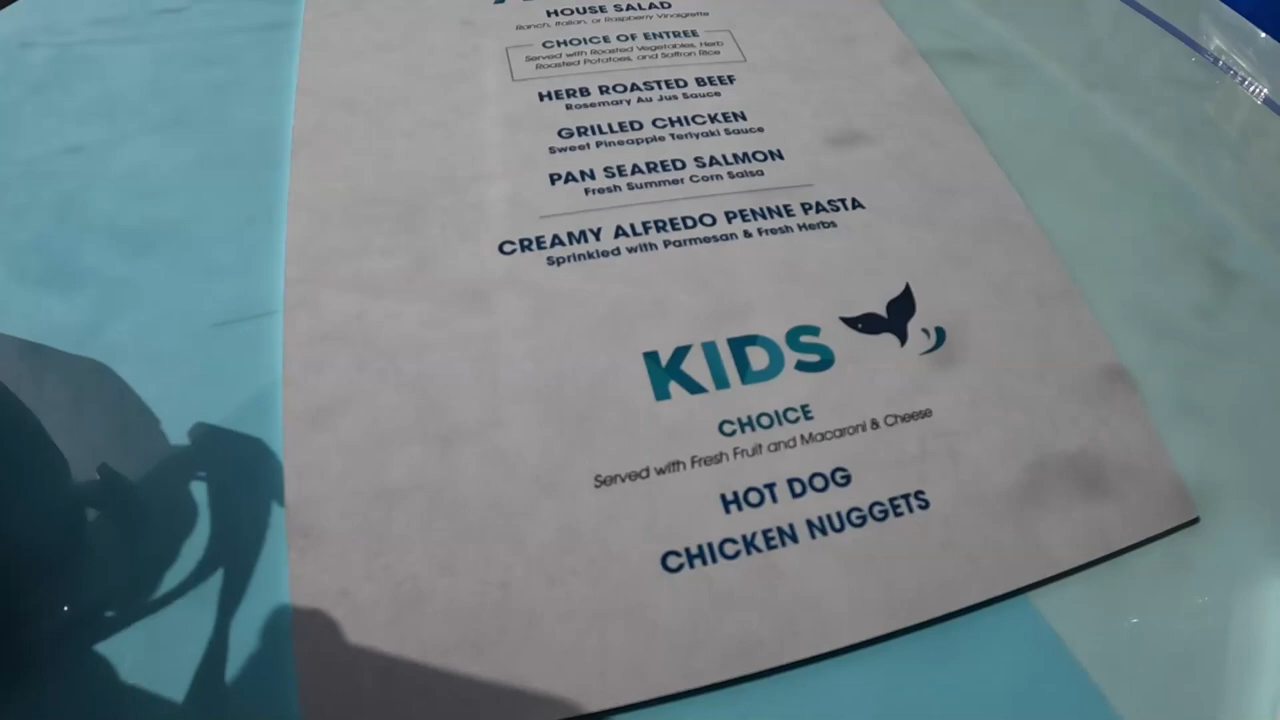 HOUSE SALAD
Ranch, Italian, or Raspberry Vinaigrette
CHOICE OF ENTREE
Served with Roasted Vegetables, Herb
Roasted Potatoes, and Saffron Rice
HERB ROASTED BEEF
Rosemary Au Jus Sauce
GRILLED CHICKEN
Sweet Pineapple Teriyaki Sauce
PAN SEARED SALMON
Fresh Summer Corn Salsa
CREAMY ALFREDO PENNE PASTA
Sprinkled with Parmesan & Fresh Herbs
KIDS
CHOICE
Served with Fresh Fruit and Macaroni & Cheese
HOT DOG
CHICKEN NUGGETS